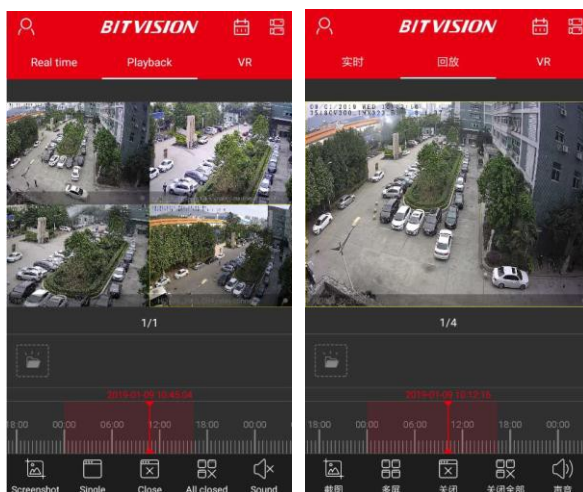 BITVISION
Real time Playback VR
1/1
2019-01-09 10:45:04
18:00 00:00 06:00 12:00 18:00 00:00
Screenshot Single Close All closed Sound
BITVISION
实时 回放 VR
1/4
2019-01-09 10:12:16
18:00 00:00 06:00 12:00 18:00 00:00
截图 多屏 关闭 关闭全部 声音